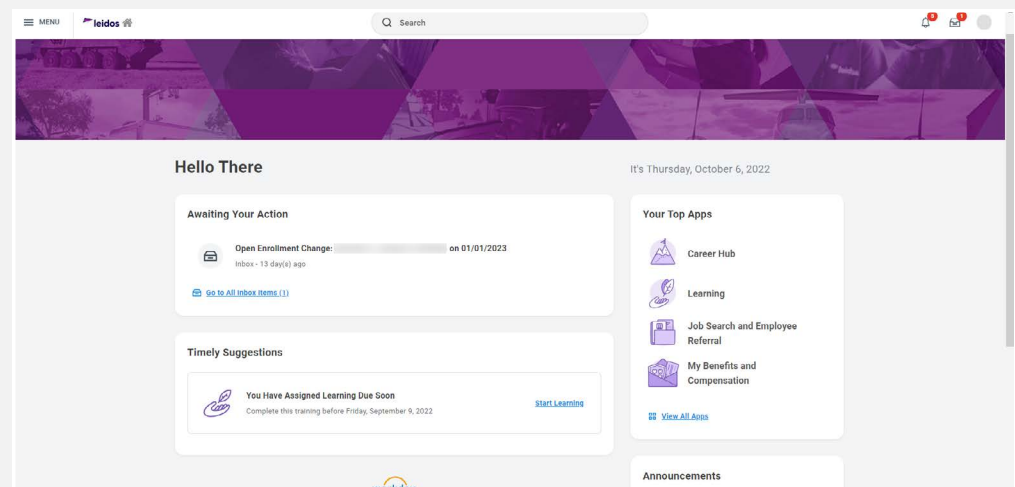 MENU
leidos
Search
8
1
Hello There
It's Thursday, October 6, 2022
Awaiting Your Action
Open Enrollment Change: on 01/01/2023
Inbox - 13 day(s) ago
Go to All Inbox Items (1)
Timely Suggestions
You Have Assigned Learning Due Soon
Complete this training before Friday, September 9, 2022
Start Learning
Your Top Apps
Career Hub
Learning
Job Search and Employee
Referral
My Benefits and
Compensation
View All Apps
Announcements